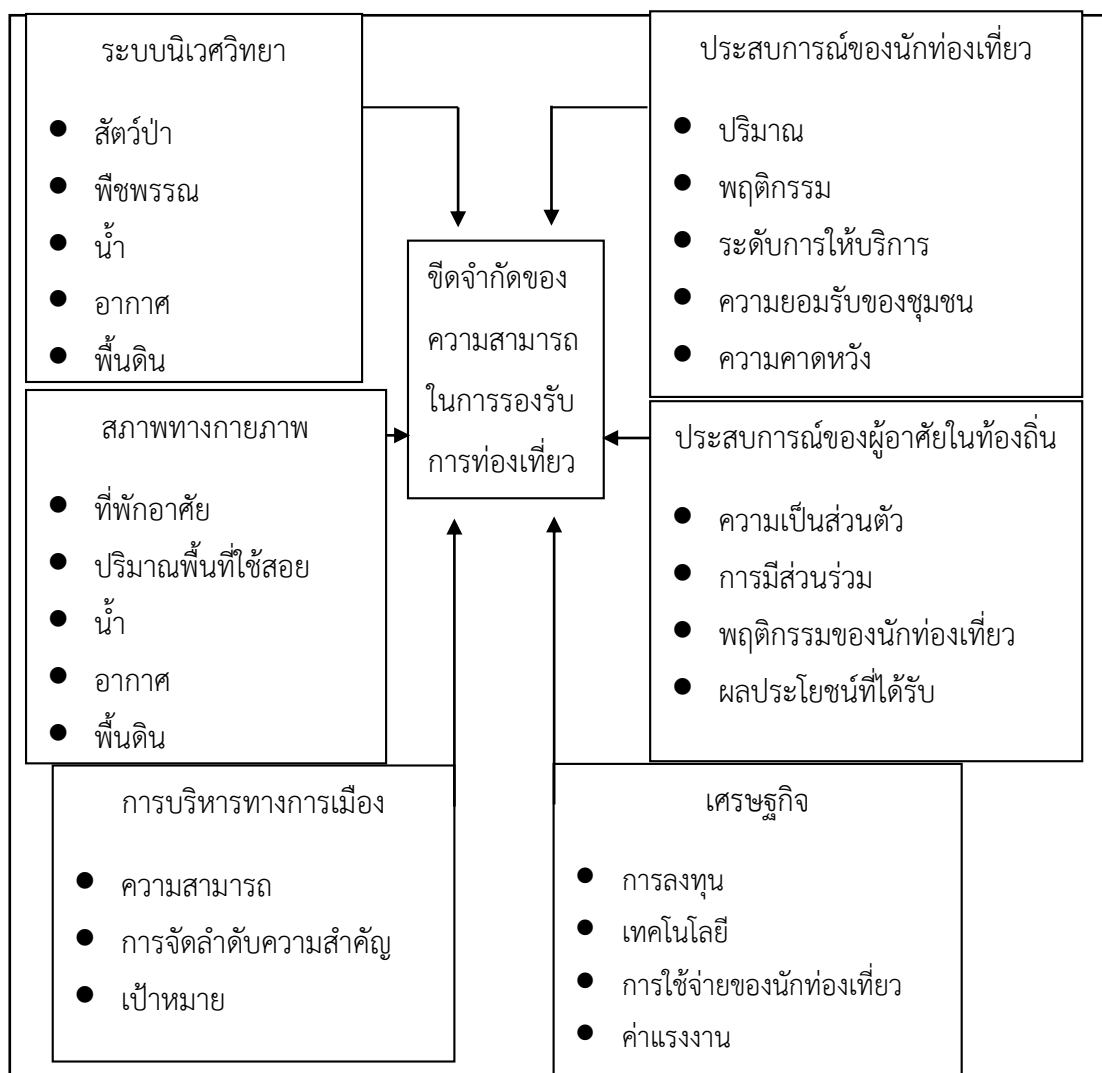 ระบบนิเวศวิทยา
สัตว์ป่า
พืชพรรณ
น้ำ
อากาศ
พื้นดิน
ประสบการณ์ของนักท่องเที่ยว
ปริมาณ
พฤติกรรม
ระดับการให้บริการ
ความยอมรับของชุมชน
ความคาดหวัง
ขีดจำกัดของ
ความสามารถ
ในการรองรับ
การท่องเที่ยว
สภาพทางกายภาพ
ที่พักอาศัย
ปริมาณพื้นที่ใช้สอย
น้ำ
อากาศ
พื้นดิน
ประสบการณ์ของผู้อาศัยในท้องถิ่น
ความเป็นส่วนตัว
การมีส่วนร่วม
พฤติกรรมของนักท่องเที่ยว
ผลประโยชน์ที่ได้รับ
การบริหารทางการเมือง
ความสามารถ
การจัดลำดับความสำคัญ
เป้าหมาย
เศรษฐกิจ
การลงทุน
เทคโนโลยี
การใช้จ่ายของนักท่องเที่ยว
ค่าแรงงาน